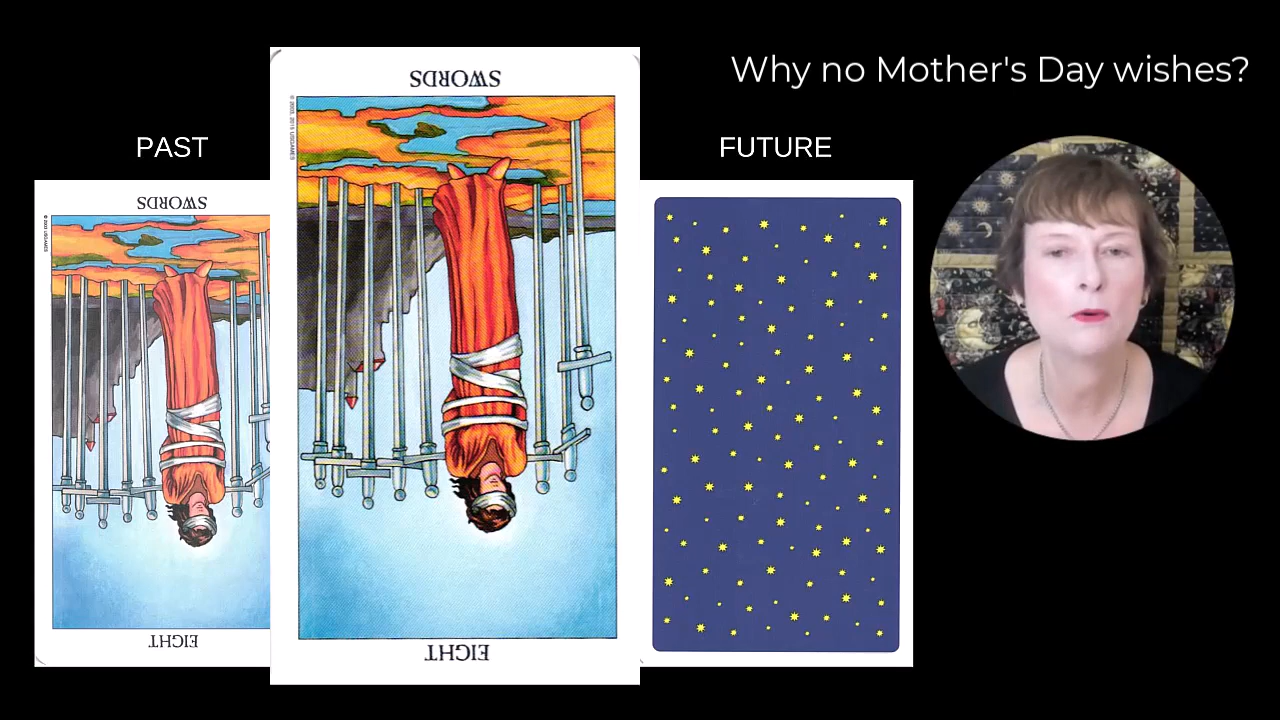 Why no Mother's Day wishes?
PAST
FUTURE
SWORDS
EIGHT
SWORDS
EIGHT